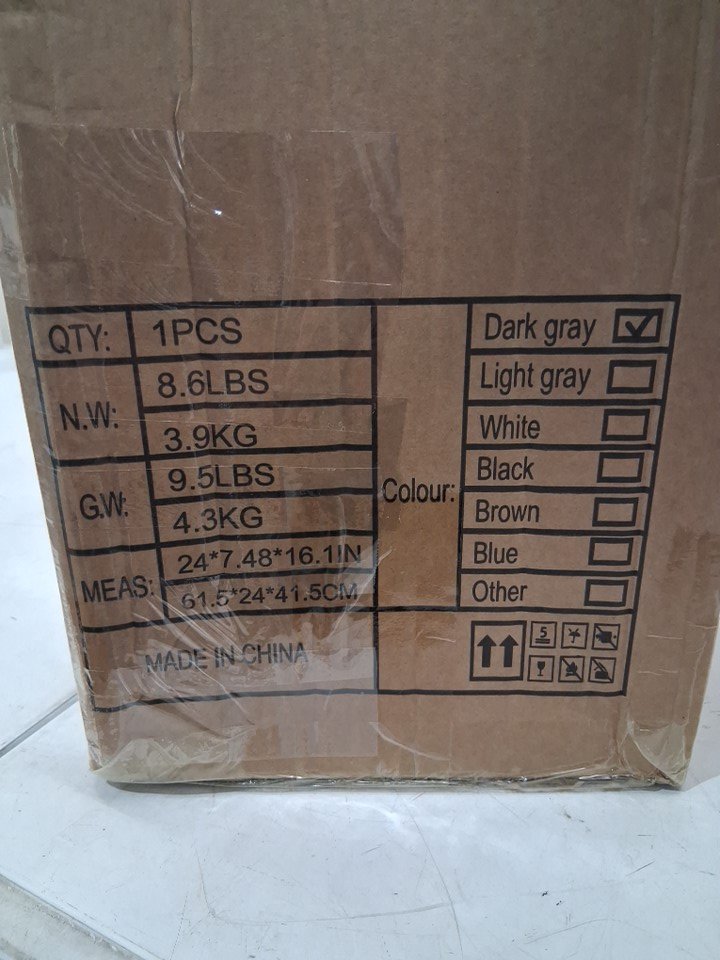 QTY: 1PCS
N.W: 8.6LBS
3.9KG
G.W: 9.5LBS
4.3KG
MEAS: 24*7.48*16.1IN
61.5*24*41.5CM
MADE IN CHINA
Colour:
Dark gray
Light gray
White
Black
Brown
Blue
Other
5